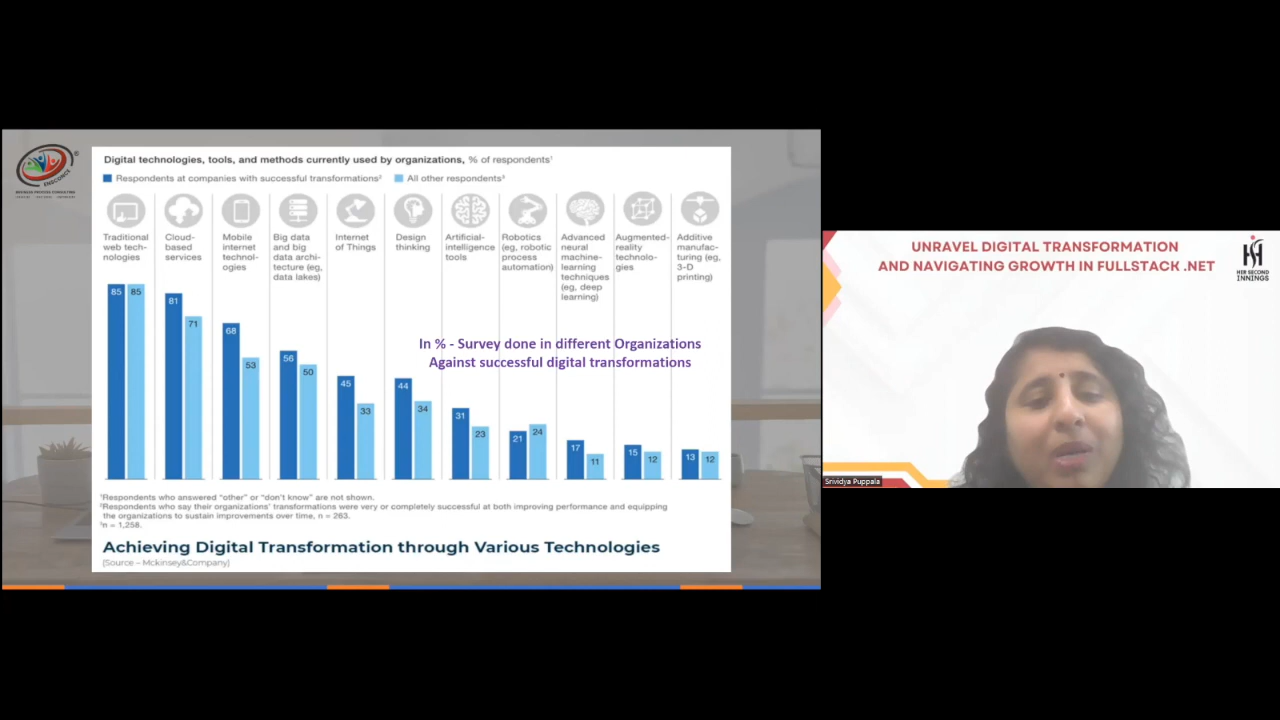 Digital technologies, tools, and methods currently used by organizations, % of respondents¹
Respondents at companies with successful transformations²
All other respondents³
Traditional
web tech-
nologies
Cloud-
based
services
Mobile
internet
technol-
ogies
Big data
and big
data archi-
tecture (eg,
data lakes)
Internet
of Things
Design
thinking
Artificial-
intelligence
tools
Robotics
(eg, robotic
process
automation)
Advanced
neural
machine-
learning
techniques
(eg, deep
learning)
Augmented-
reality
technolo-
gies
Additive
manufac-
turing (eg,
3-D
printing)
85 85
81 71
68 53
56 50
45 33
44 34
31 23
21 24
17 11
15 12
13 12
In % - Survey done in different Organizations
Against successful digital transformations
¹Respondents who answered “other” or “don’t know” are not shown.
²Respondents who say their organizations’ transformations were very or completely successful at both improving performance and equipping
the organizations to sustain improvements over time, n = 263.
³n = 1,258.
Achieving Digital Transformation through Various Technologies
(Source – Mckinsey&Company)
UNRAVEL DIGITAL TRANSFORMATION
AND NAVIGATING GROWTH IN FULLSTACK .NET
HER SECOND
INNINGS
Srividya Puppala